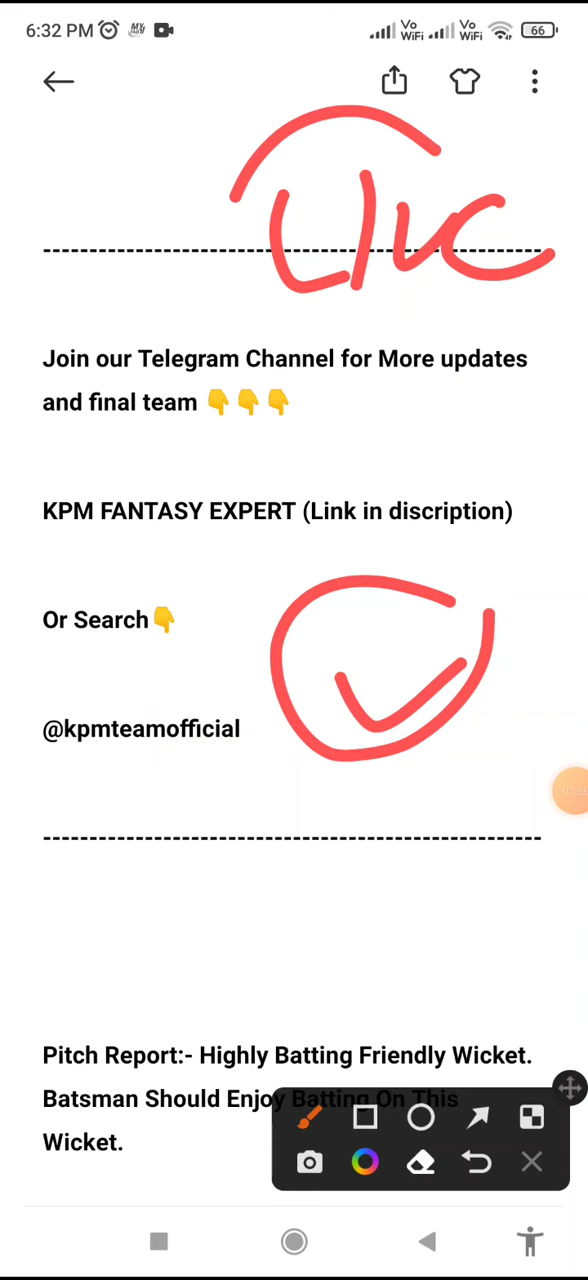 6:32 PM
Vo WiFi Vo WiFi 66
LIVE
Join our Telegram Channel for More updates
and final team 👇👇👇
KPM FANTASY EXPERT (Link in discription)
Or Search👇
@kpmteamofficial
Pitch Report:- Highly Batting Friendly Wicket.
Batsman Should Enjoy Batting On This
Wicket.